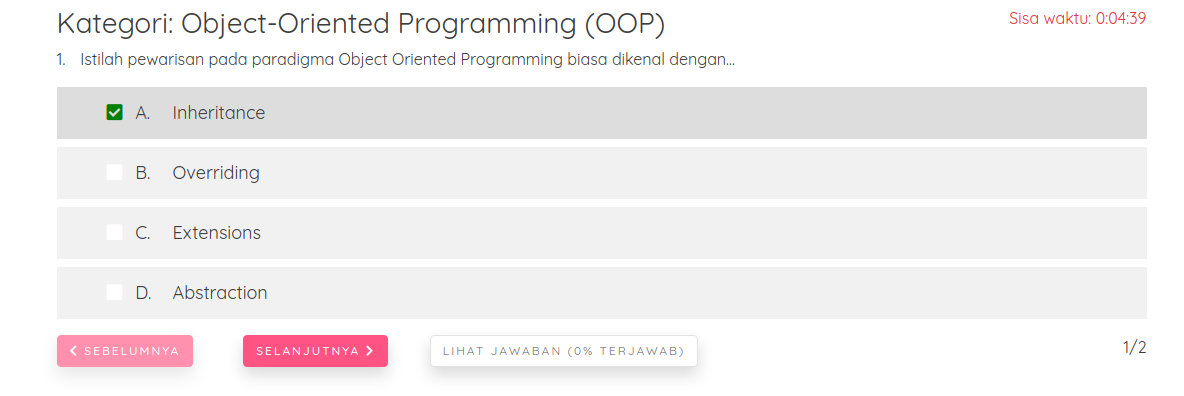 Kategori: Object-Oriented Programming (OOP)
Sisa waktu: 0:04:39
1. Istilah pewarisan pada paradigma Object Oriented Programming biasa dikenal dengan...
A. Inheritance
B. Overriding
C. Extensions
D. Abstraction
SEBELUMNYA
SELANJUTNYA
LIHAT JAWABAN (0% TERJAWAB)
1/2